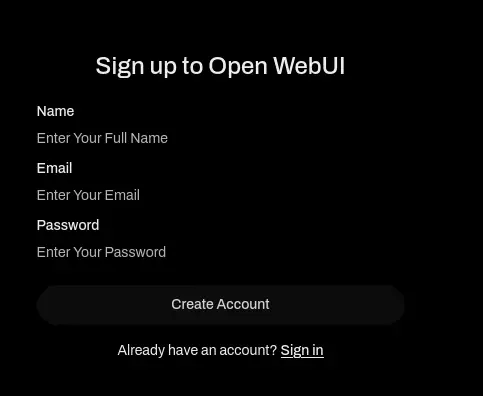 Sign up to Open WebUI
Name
Enter Your Full Name
Email
Enter Your Email
Password
Enter Your Password
Create Account
Already have an account? Sign in